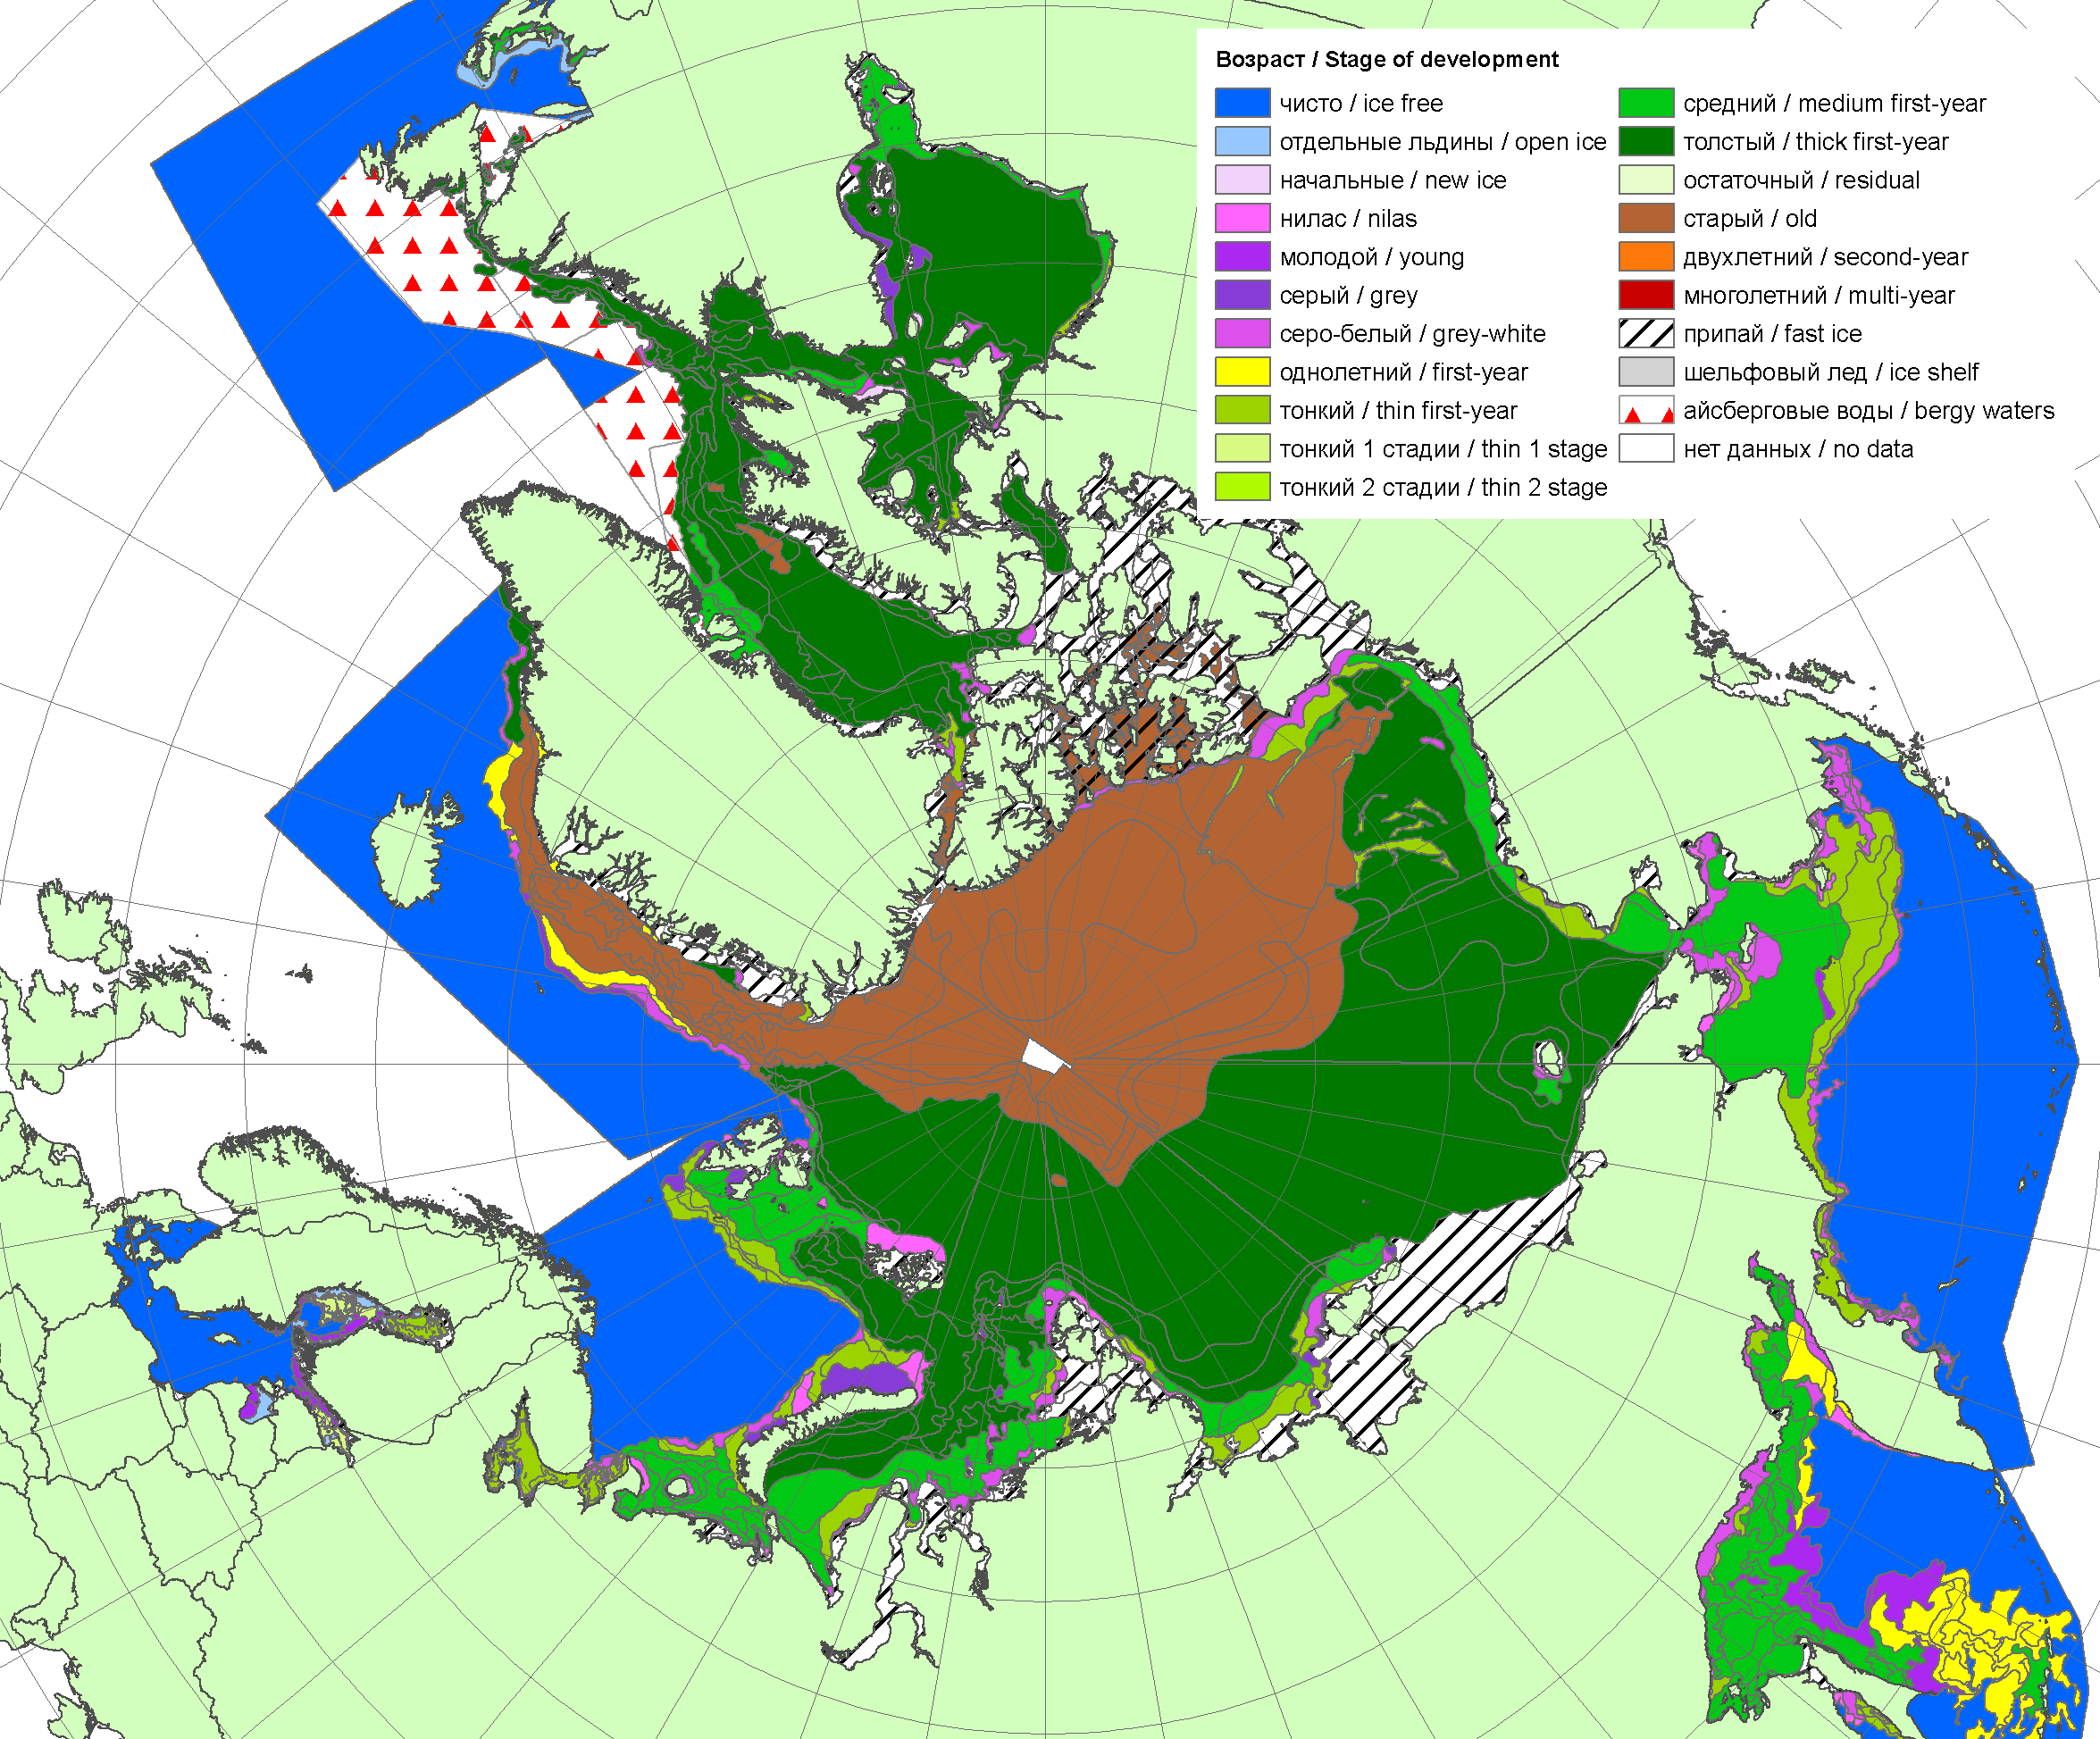 Возраст / Stage of development
чисто / ice free
отдельные льдины / open ice
начальные / new ice
нилас / nilas
молодой / young
серый / grey
серо-белый / grey-white
однолетний / first-year
тонкий / thin first-year
тонкий 1 стадии / thin 1 stage
тонкий 2 стадии / thin 2 stage
средний / medium first-year
толстый / thick first-year
остаточный / residual
старый / old
двухлетний / second-year
многолетний / multi-year
припай / fast ice
шельфовый лед / ice shelf
айсберговые воды / bergy waters
нет данных / no data